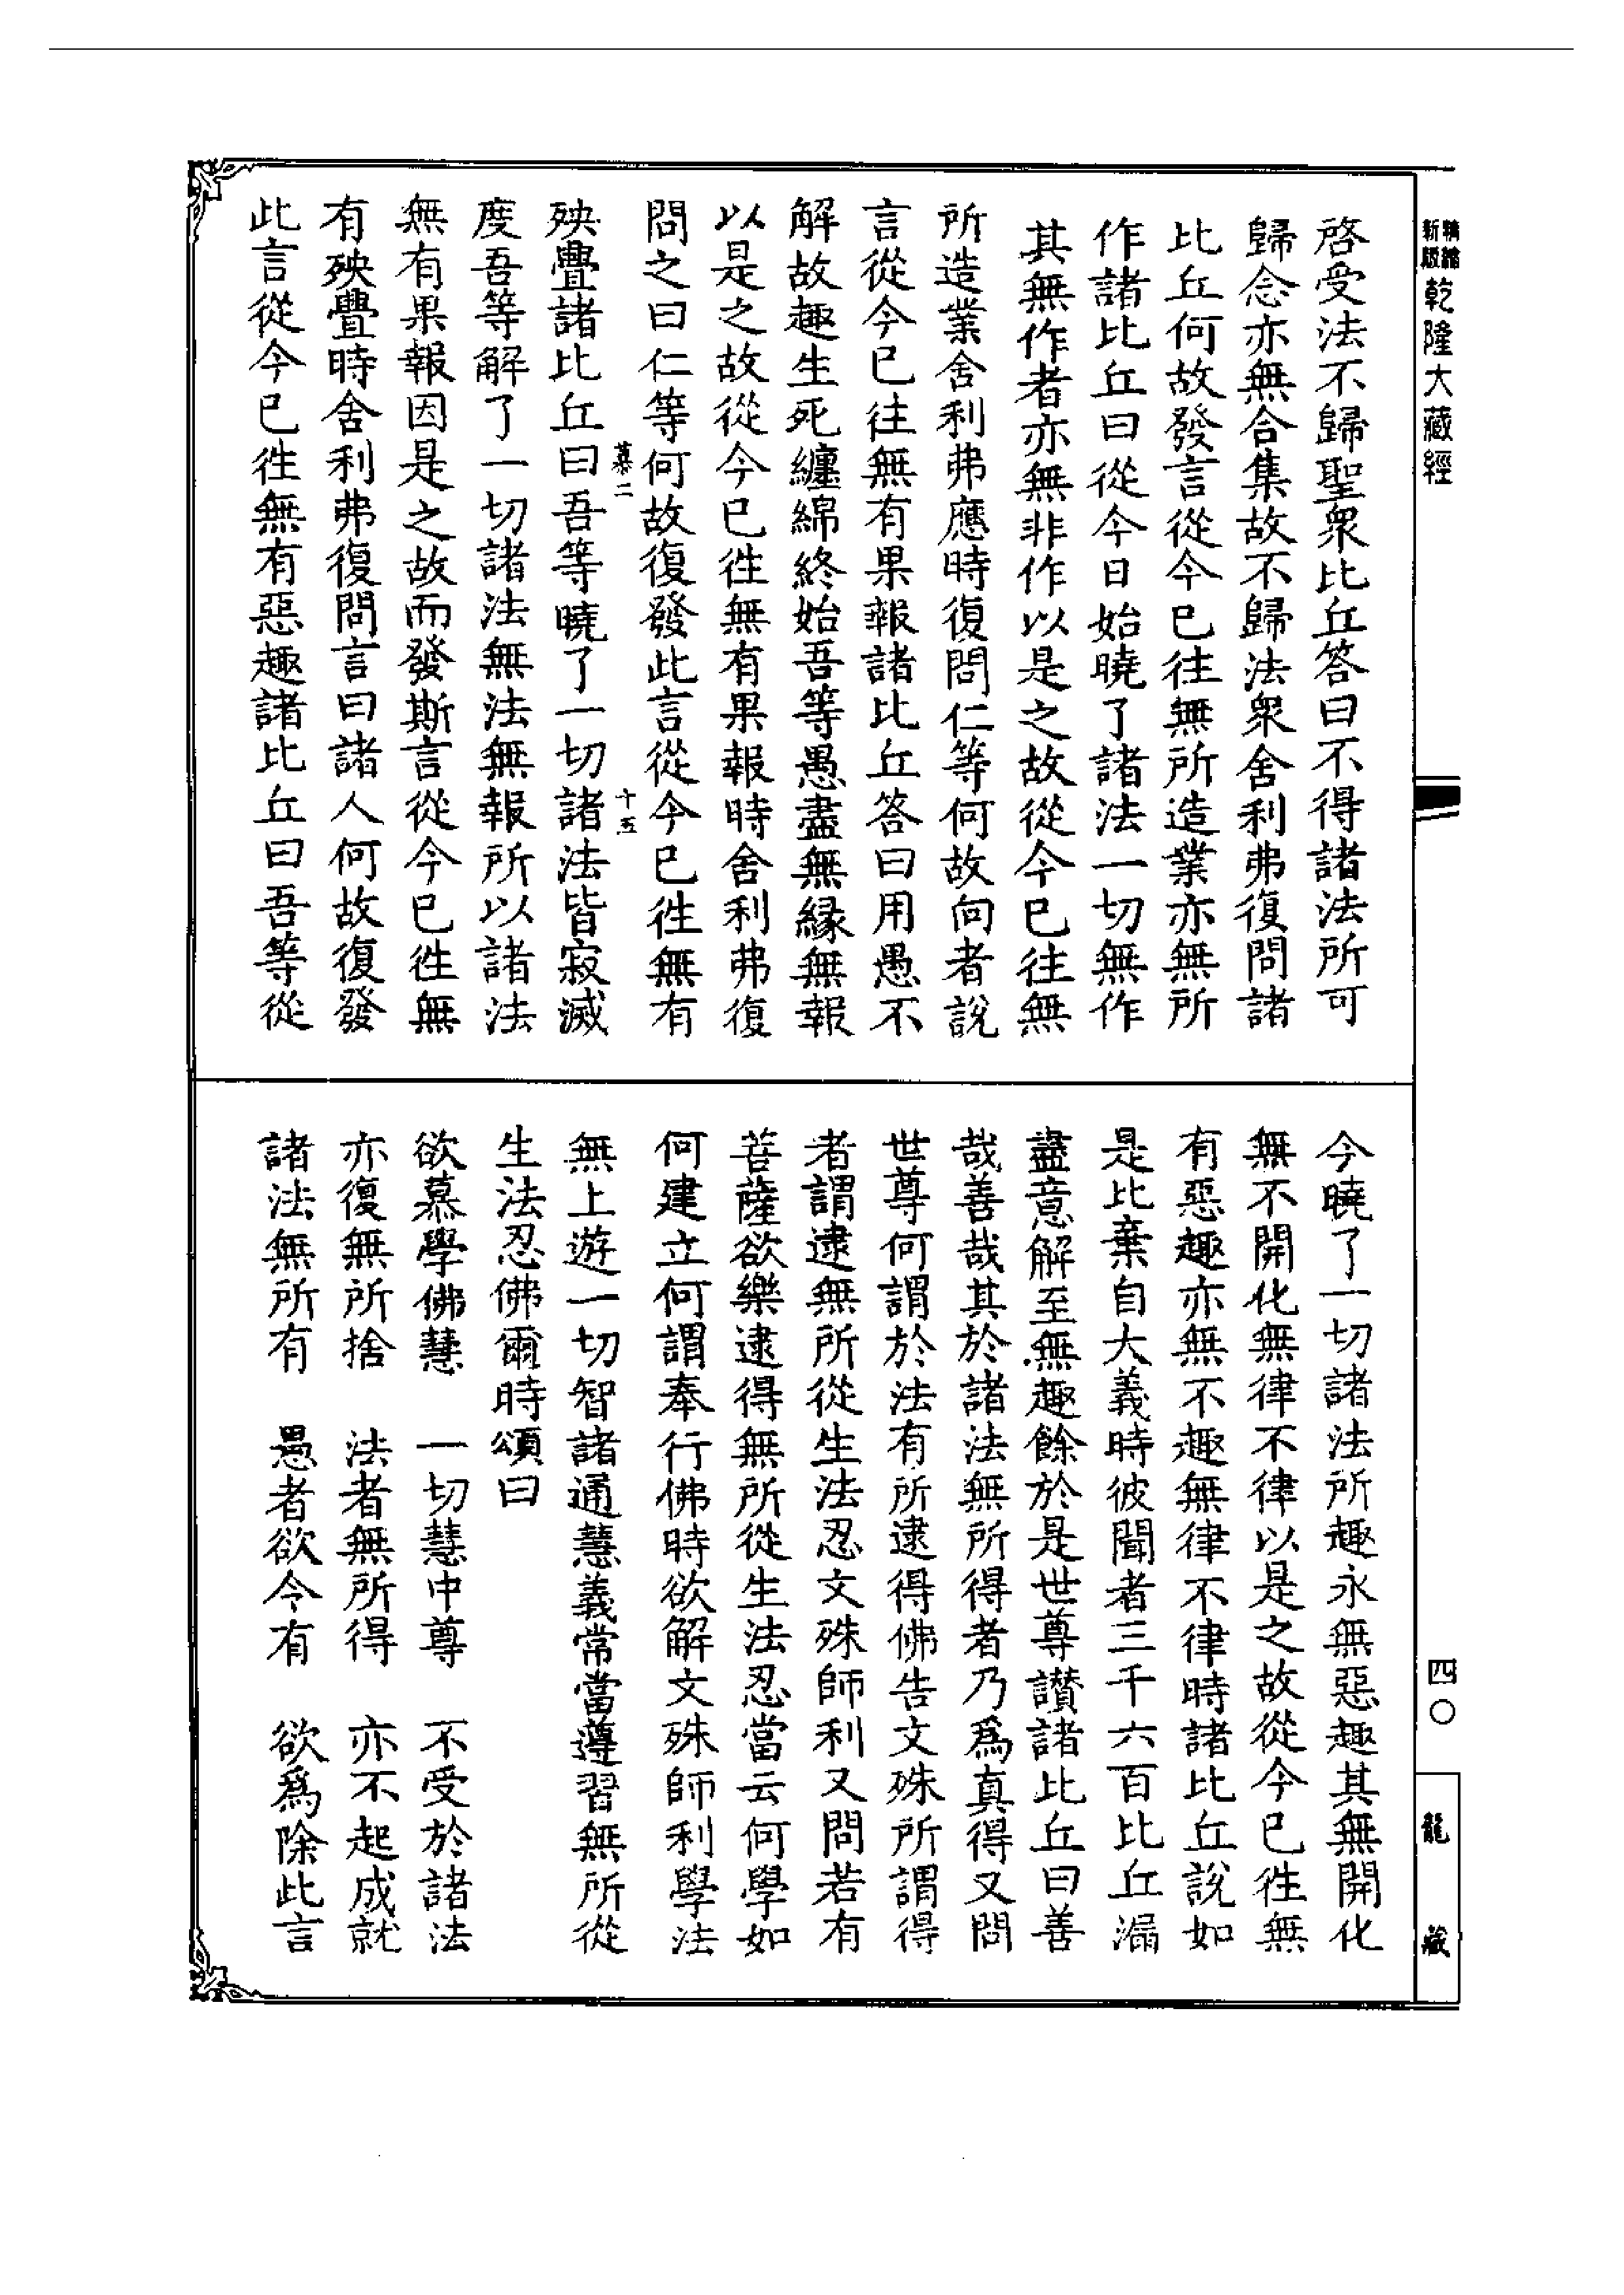 新版精縮乾隆大藏經
啓受法不歸聖衆比丘答曰不得諸法所可
歸念亦無合集故不歸法衆舍利弗復問諸
比丘何故發言從今已往無所造業亦無所
作諸比丘曰從今日始曉了諸法一切無作
其無作者亦無非作以是之故從今已往無
所造業舍利弗應時復問仁等何故向者說
言從今已往無有果報諸比丘答曰用愚不
解故趣生死纏綿終始吾等愚盡無緣無報
以是之故從今已徃無有果報時舍利弗復
問之曰仁等何故復發此言從今已徃無有
慕二
十五
殃釁諸比丘曰吾等曉了一切諸法皆寂滅
度吾等解了一切諸法無法無報所以諸法
無有果報因是之故而發斯言從今已徃無
有殃釁時舍利弗復問言曰諸人何故復發
此言從今已徃無有惡趣諸比丘曰吾等從
今曉了一切諸法所趣永無惡趣其無開化
無不開化無律不律以是之故從今已徃無
有惡趣亦無不趣無律不律時諸比丘說如
是比棄自大義時彼聞者三千六百比丘漏
盡意解至無趣餘於是世尊讚諸比丘曰善
哉善哉其於諸法無所得者乃爲真得又問
世尊何謂於法有所逮得佛告文殊所謂得
者謂逮無所從生法忍文殊師利又問若有
菩薩欲樂逮得無所從生法忍當云何學如
何建立何謂奉行佛時欲解文殊師利學法
無上遊一切智諸通慧義常當遵習無所從
生法忍佛爾時頌曰
欲慕學佛慧　一切慧中尊　不受於諸法
亦復無所捨　法者無所得　亦不起成就
諸法無所有　愚者欲令有　欲爲除此言
四〇
龍藏